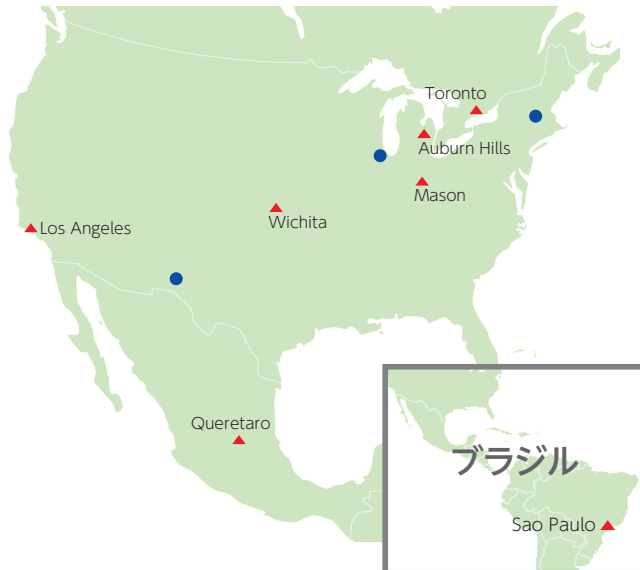 Toronto
Auburn Hills
Mason
Wichita
Los Angeles
Queretaro
ブラジル
Sao Paulo